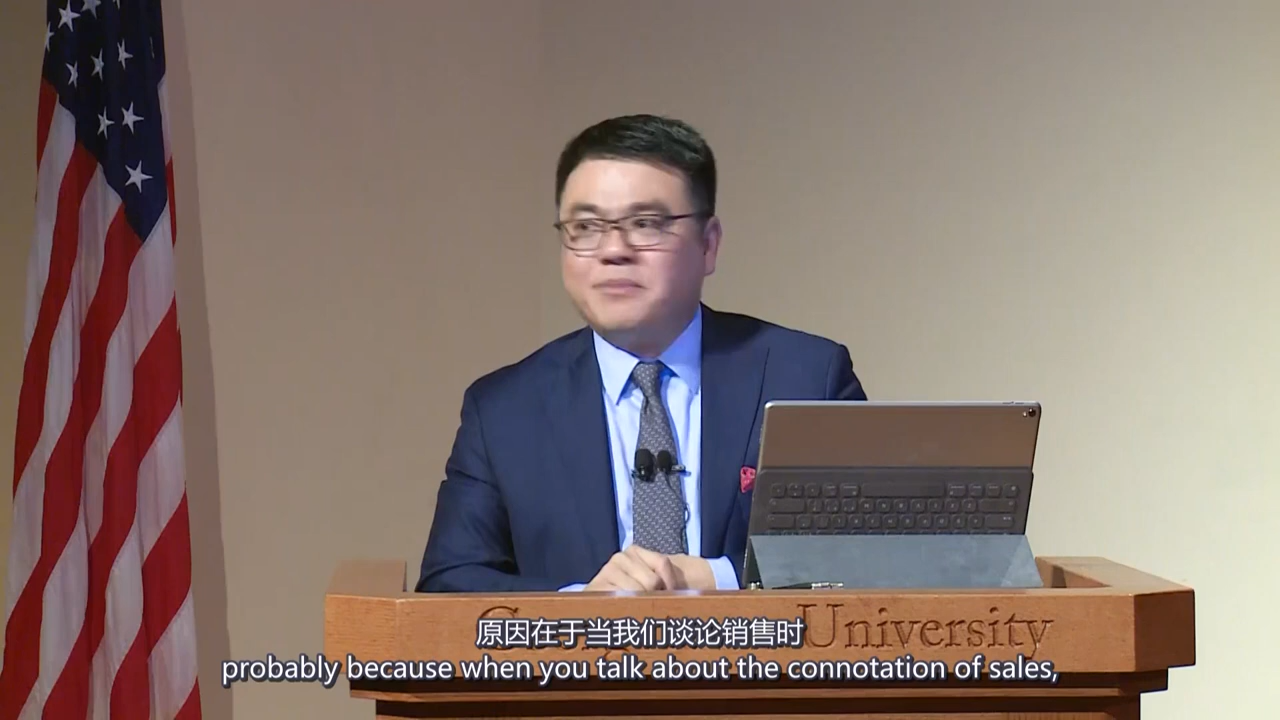 University
原因在于当我们谈论销售时
probably because when you talk about the connotation of sales,